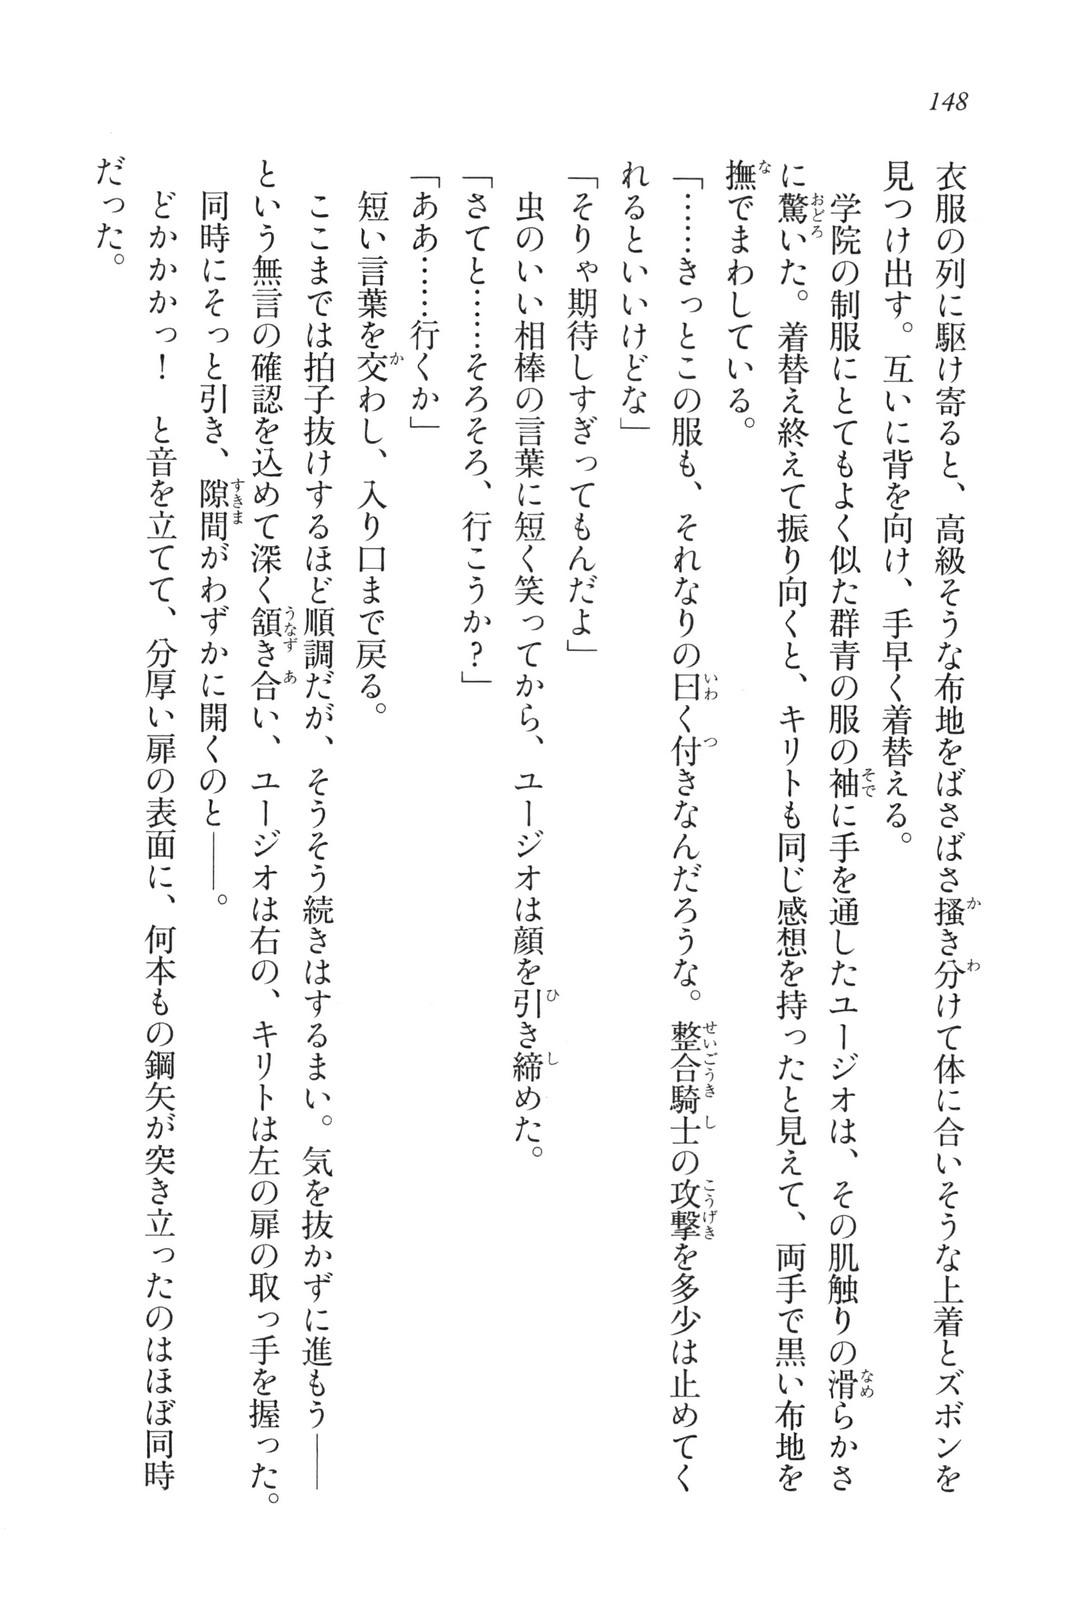 148
衣服の列に駆け寄ると、高級そうな布地をばさばさ掻き分けて体に合いそうな上着とズボンを
見つけ出す。互いに背を向け、手早く着替える。
学院の制服にとてもよく似た群青の服の袖に手を通したユージオは、その肌触りの滑らかさ
に驚いた。着替え終えて振り向くと、キリトも同じ感想を持ったと見えて、両手で黒い布地を
撫でまわしている。
「……きっとこの服も、それなりの曰く付きなんだろうな。整合騎士の攻撃を多少は止めてく
れるといいけどな」
「そりゃ期待しすぎってもんだよ」
虫のいい相棒の言葉に短く笑ってから、ユージオは顔を引き締めた。
「さてと……そろそろ、行こうか？」
「ああ……行くか」
短い言葉を交わし、入り口まで戻る。
ここまでは拍子抜けするほど順調だが、そうそう続きはするまい。気を抜かずに進もう――
という無言の確認を込めて深く頷き合い、ユージオは右の、キリトは左の扉の取っ手を握った。
同時にそっと引き、隙間がわずかに開くのと――。
どかかかっ！　と音を立てて、分厚い扉の表面に、何本もの鋼矢が突き立ったのはほぼ同時
だった。